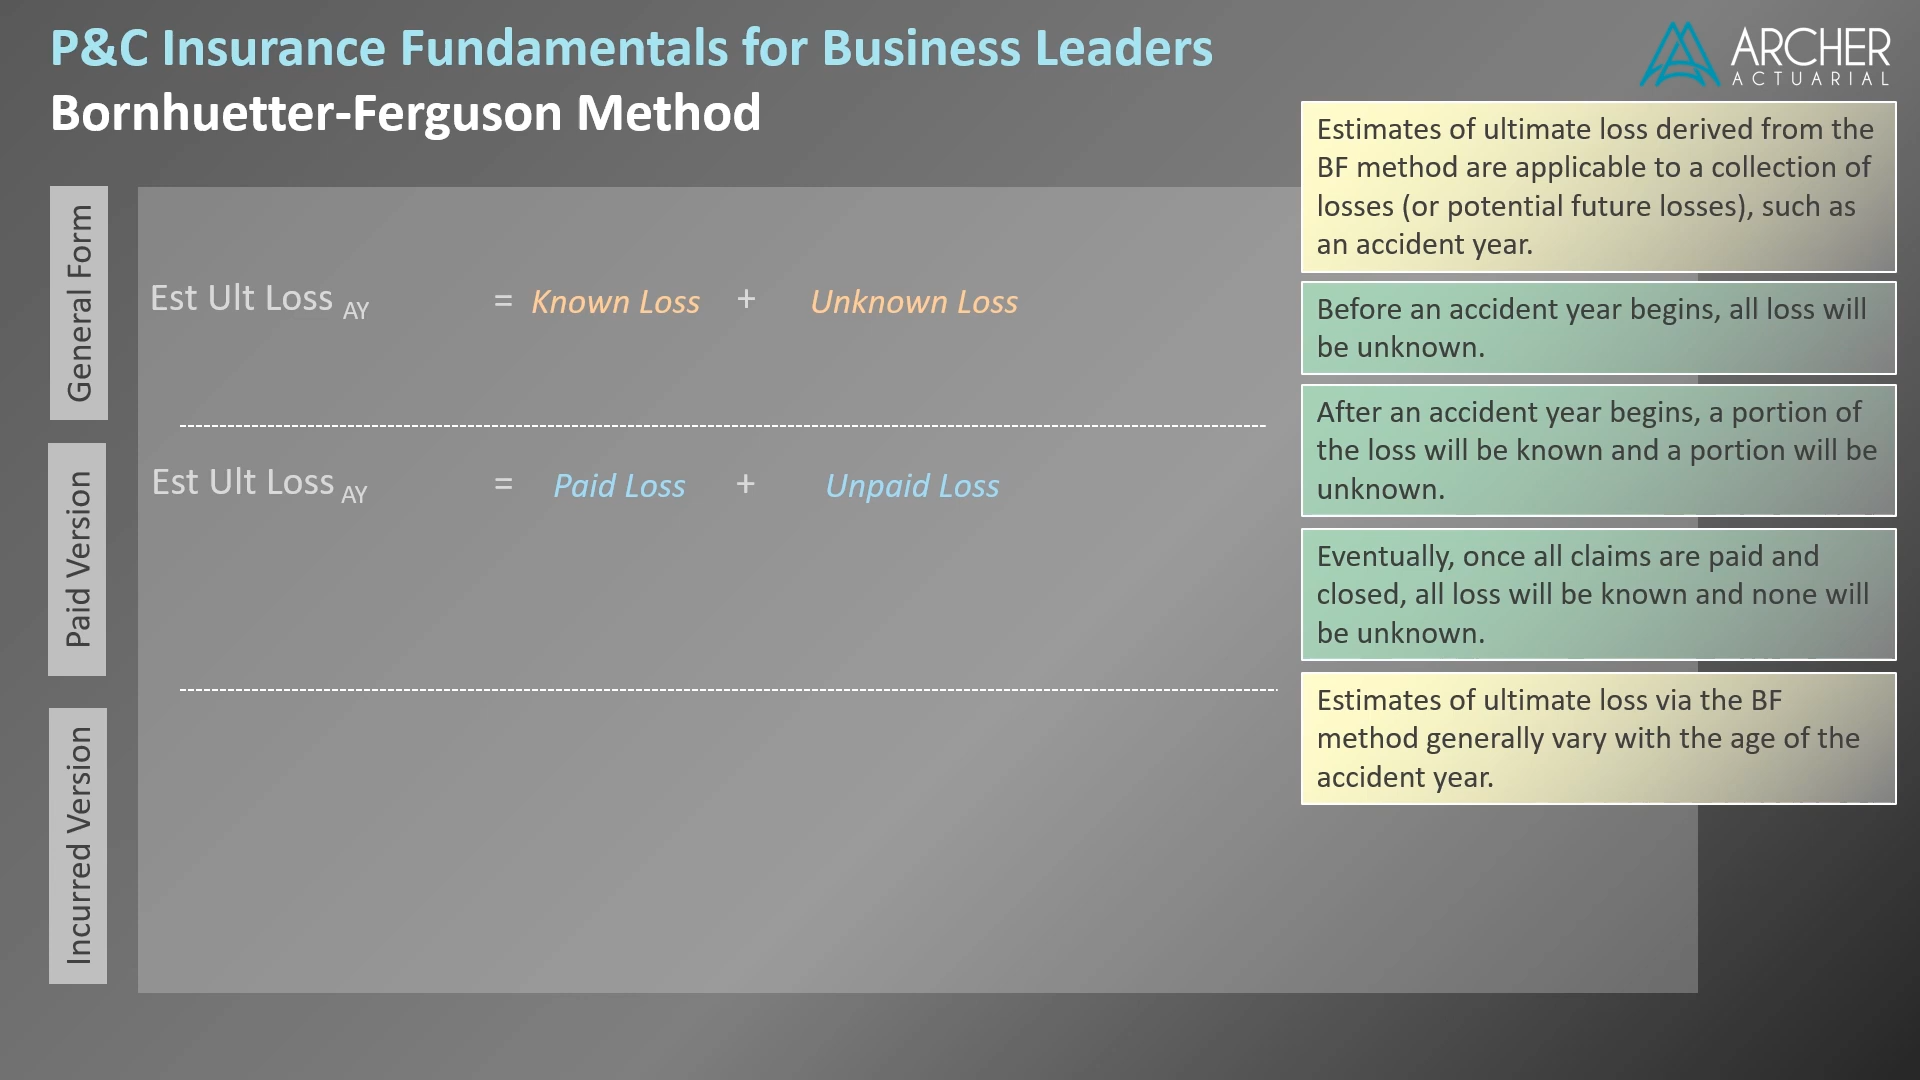 P&C Insurance Fundamentals for Business Leaders
Bornhuetter-Ferguson Method
ARCHER
ACTUARIAL
General Form
Est Ult Loss AY = Known Loss + Unknown Loss
Paid Version
Est Ult Loss AY = Paid Loss + Unpaid Loss
Incurred Version
Estimates of ultimate loss derived from the
BF method are applicable to a collection of
losses (or potential future losses), such as
an accident year.
Before an accident year begins, all loss will
be unknown.
After an accident year begins, a portion of
the loss will be known and a portion will be
unknown.
Eventually, once all claims are paid and
closed, all loss will be known and none will
be unknown.
Estimates of ultimate loss via the BF
method generally vary with the age of the
accident year.